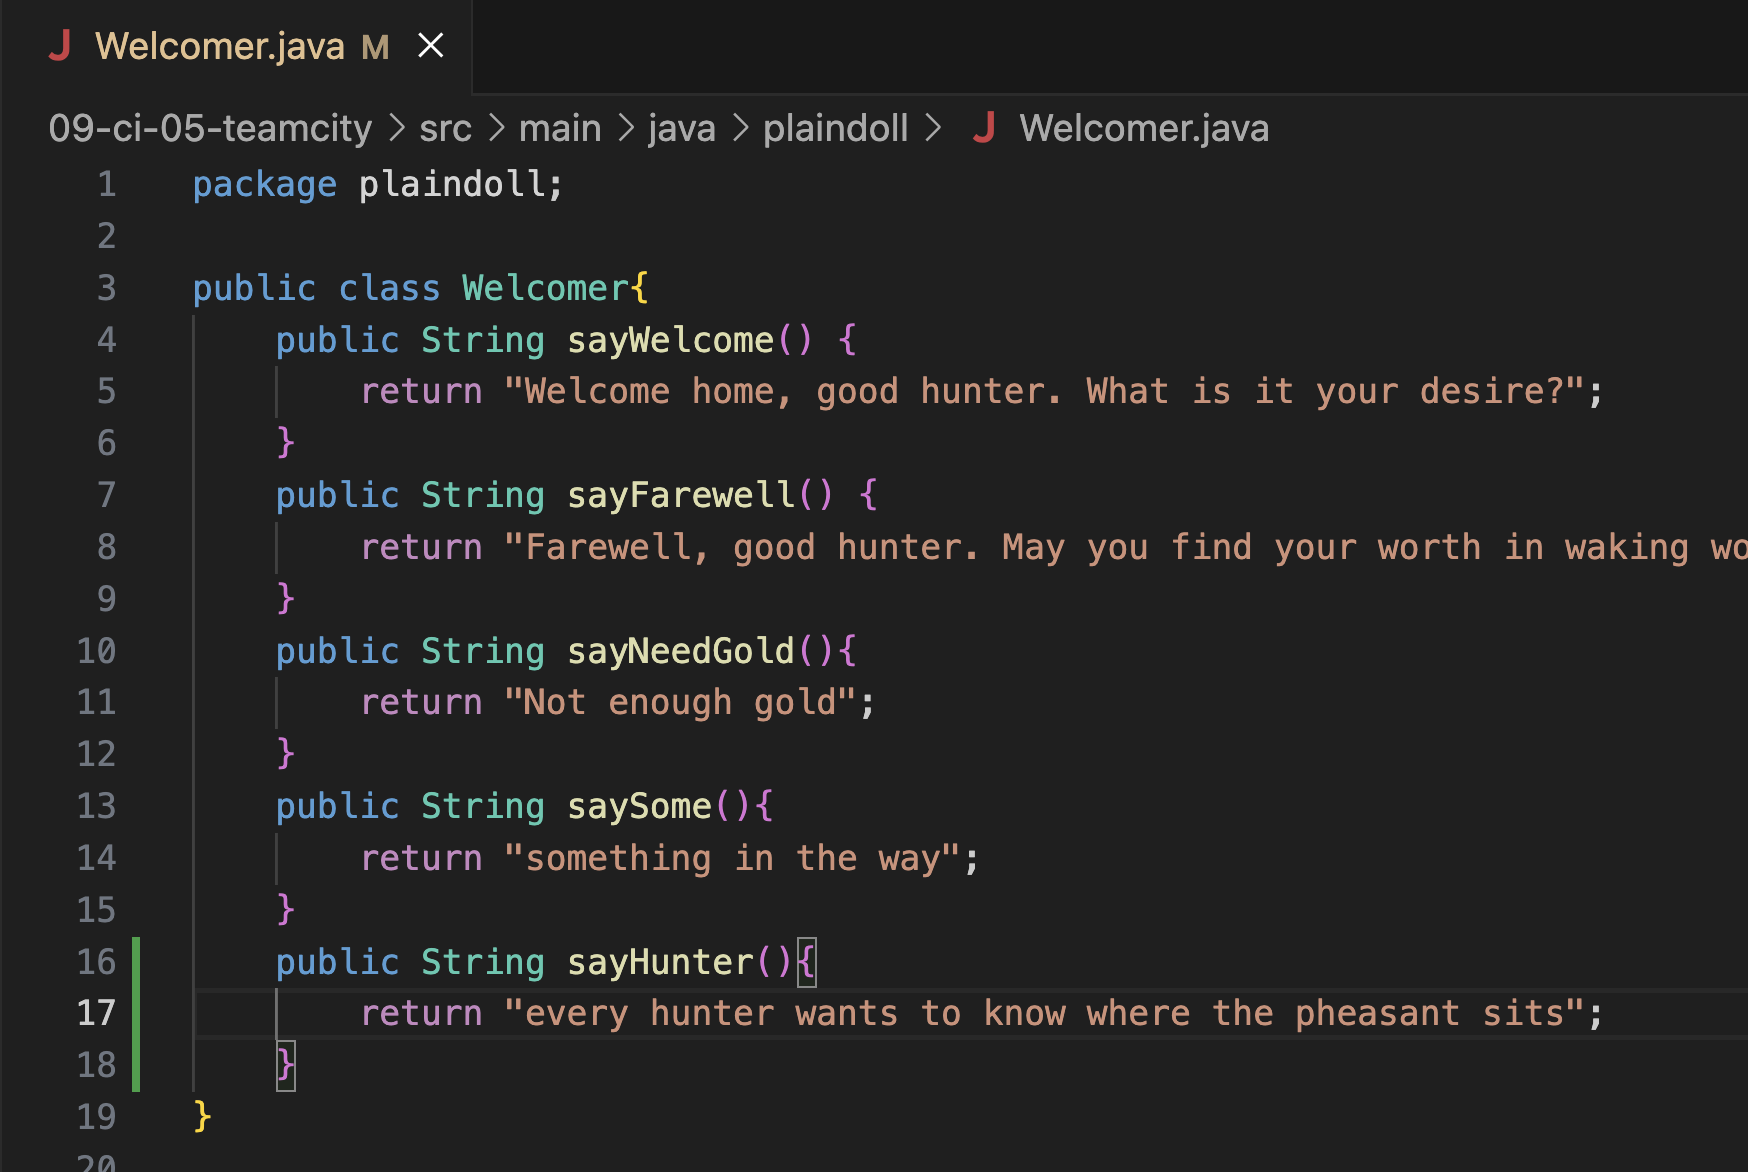 Welcomer.java M
09-ci-05-teamcity > src > main > java > plaindoll > Welcomer.java
1 package plaindoll;
2
3 public class Welcomer{
4 public String sayWelcome() {
5 return "Welcome home, good hunter. What is it your desire?";
6 }
7 public String sayFarewell() {
8 return "Farewell, good hunter. May you find your worth in waking
9 }
10 public String sayNeedGold(){
11 return "Not enough gold";
12 }
13 public String saySome(){
14 return "something in the way";
15 }
16 public String sayHunter(){
17 return "every hunter wants to know where the pheasant sits";
18 }
19 }
20